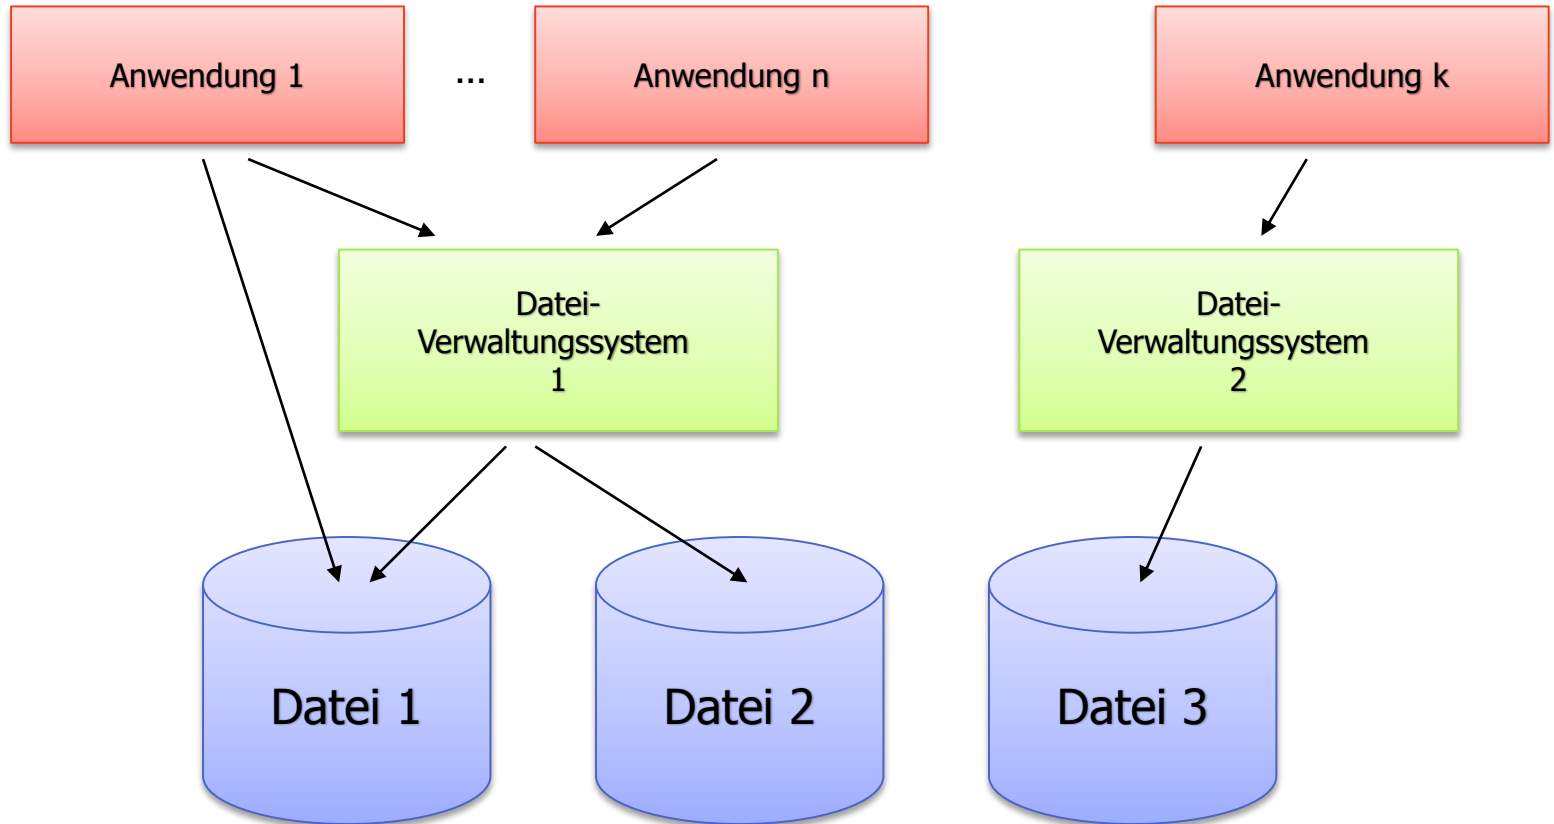 Anwendung 1
...
Anwendung n
Anwendung k
Datei-
Verwaltungssystem
1
Datei-
Verwaltungssystem
2
Datei 1
Datei 2
Datei 3